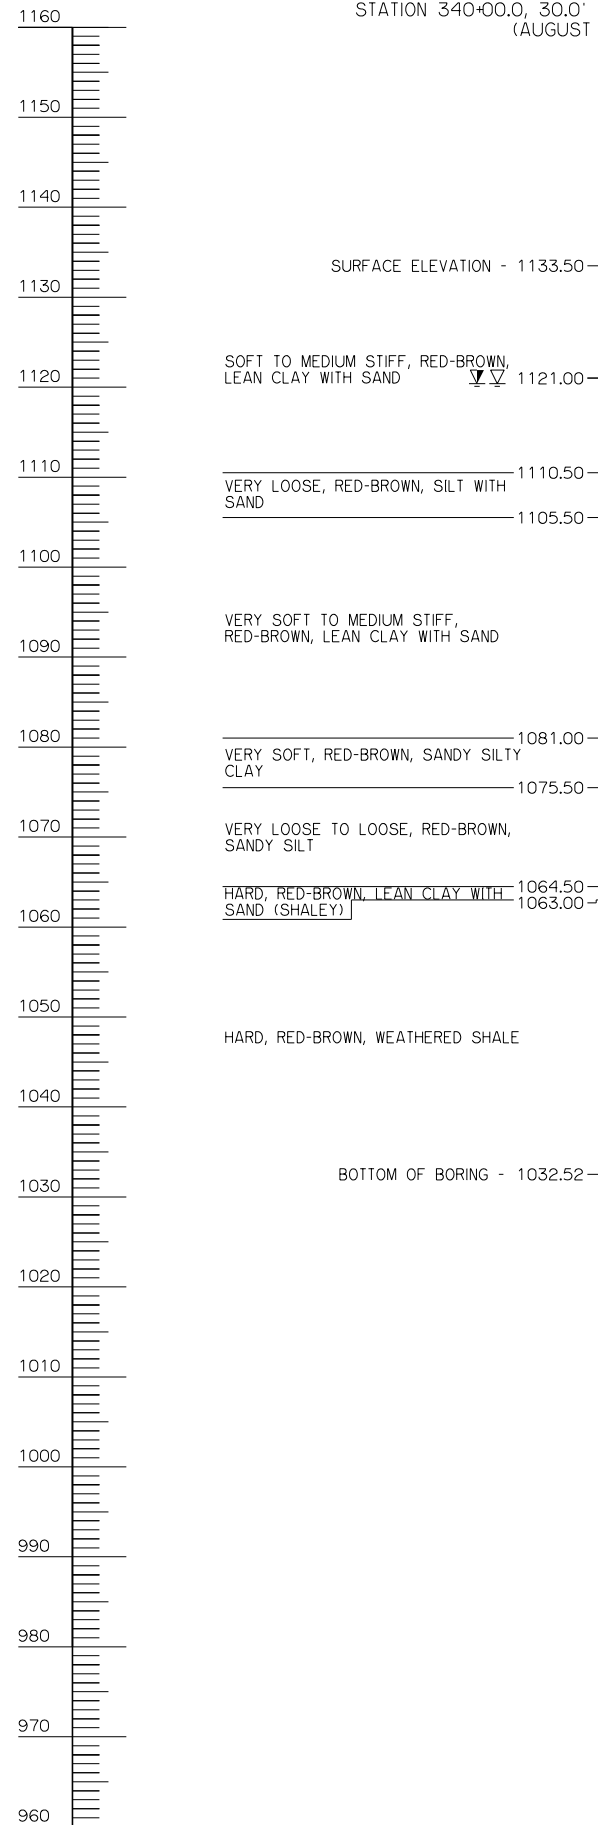 STATION 340+00.0, 30.0'
(AUGUST
1160
1150
1140
SURFACE ELEVATION - 1133.50
1130
SOFT TO MEDIUM STIFF, RED-BROWN,
LEAN CLAY WITH SAND 1121.00
1120
1110
1110.50
VERY LOOSE, RED-BROWN, SILT WITH
SAND
1105.50
1100
VERY SOFT TO MEDIUM STIFF,
RED-BROWN, LEAN CLAY WITH SAND
1090
1080
1081.00
VERY SOFT, RED-BROWN, SANDY SILTY
CLAY
1075.50
1070
VERY LOOSE TO LOOSE, RED-BROWN,
SANDY SILT
1064.50
HARD, RED-BROWN, LEAN CLAY WITH
SAND (SHALEY)
1063.00
1060
1050
HARD, RED-BROWN, WEATHERED SHALE
1040
BOTTOM OF BORING - 1032.52
1030
1020
1010
1000
990
980
970
960